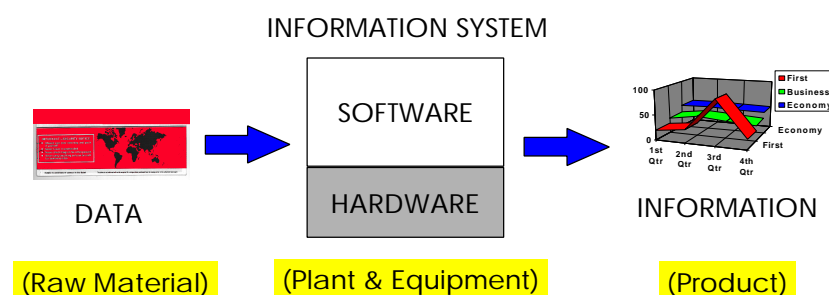 INFORMATION SYSTEM
SOFTWARE
HARDWARE
DATA
INFORMATION
100
50
0
1st
Qtr
2nd
Qtr
3rd
Qtr
4th
Qtr
First
Economy
First
Business
Economy
(Raw Material)
(Plant & Equipment)
(Product)